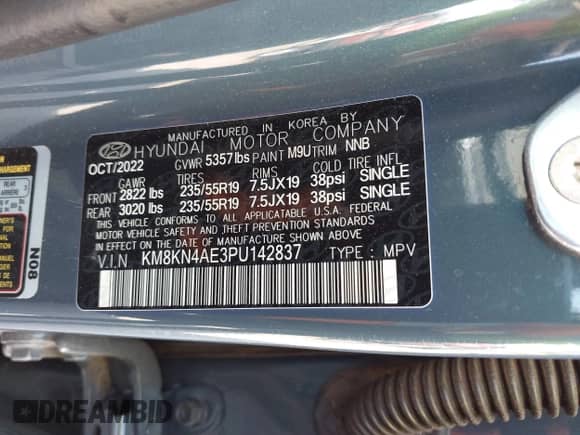 MANUFACTURED IN KOREA BY
HYUNDAI MOTOR COMPANY
OCT/2022 GVWR 5357lbs PAINT M9U TRIM NNB
GAWR TIRES RIMS COLD TIRE INFL
FRONT 2822 lbs 235/55R19 7.5JX19 38psi SINGLE
REAR 3020 lbs 235/55R19 7.5JX19 38psi SINGLE
THIS VEHICLE CONFORMS TO ALL APPLICABLE U.S.A. FEDERAL
MOTOR VEHICLE SAFETY AND THEFT PREVENTION STANDARDS
IN EFFECT ON THE DATE OF MANUFACTURE SHOWN ABOVE.
V.I.N KM8KN4AE3PU142837 TYPE : MPV
REAR
N08
DREAMBID